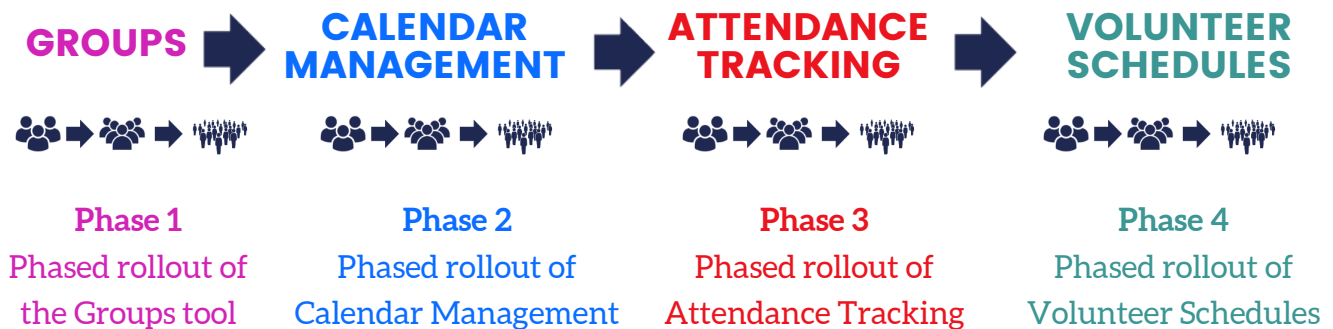 GROUPS
CALENDAR
MANAGEMENT
ATTENDANCE
TRACKING
VOLUNTEER
SCHEDULES
Phase 1
Phased rollout of
the Groups tool
Phase 2
Phased rollout of
Calendar Management
Phase 3
Phased rollout of
Attendance Tracking
Phase 4
Phased rollout of
Volunteer Schedules